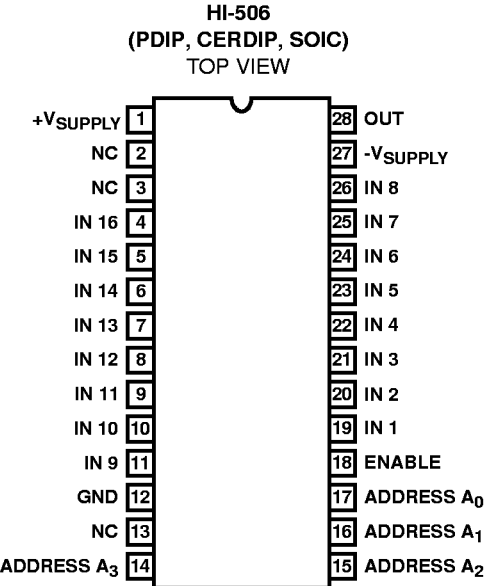 HI-506
(PDIP, CERDIP, SOIC)
TOP VIEW
+VSUPPLY 1 28 OUT
NC 2 27 -VSUPPLY
NC 3 26 IN 8
IN 16 4 25 IN 7
IN 15 5 24 IN 6
IN 14 6 23 IN 5
IN 13 7 22 IN 4
IN 12 8 21 IN 3
IN 11 9 20 IN 2
IN 10 10 19 IN 1
IN 9 11 18 ENABLE
GND 12 17 ADDRESS A0
NC 13 16 ADDRESS A1
ADDRESS A3 14 15 ADDRESS A2